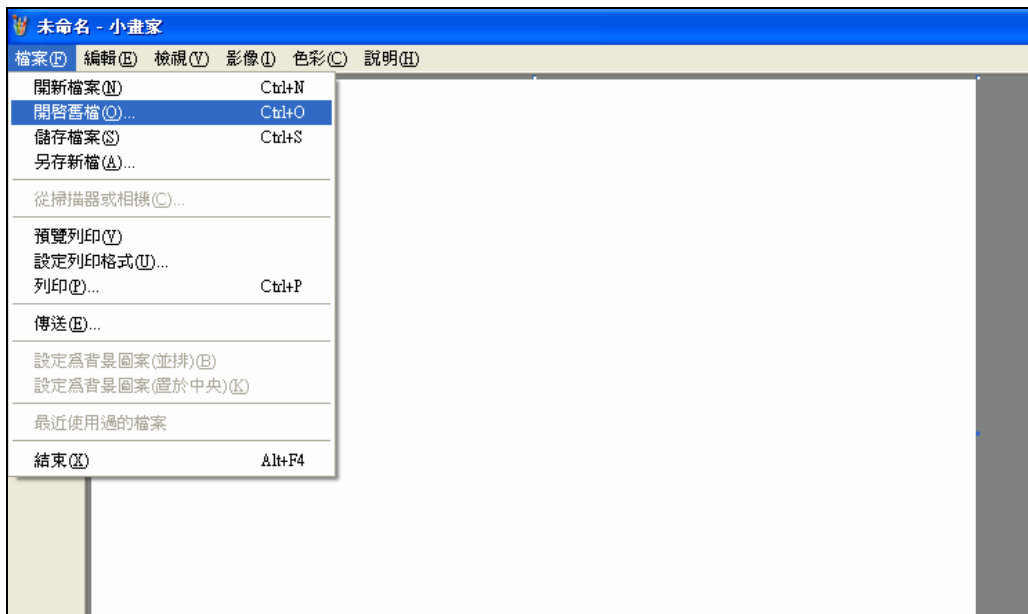 未命名 - 小畫家
檔案(F) 編輯(E) 檢視(V) 影像(I) 色彩(C) 說明(H)
開新檔案(N) Ctrl+N
開啓舊檔(O)... Ctrl+O
儲存檔案(S) Ctrl+S
另存新檔(A)...
從掃描器或相機(C)...
預覽列印(V)
設定列印格式(U)...
列印(P)... Ctrl+P
傳送(E)...
設定爲背景圖案(並排)(B)
設定爲背景圖案(置於中央)(K)
最近使用過的檔案
結束(X) Alt+F4